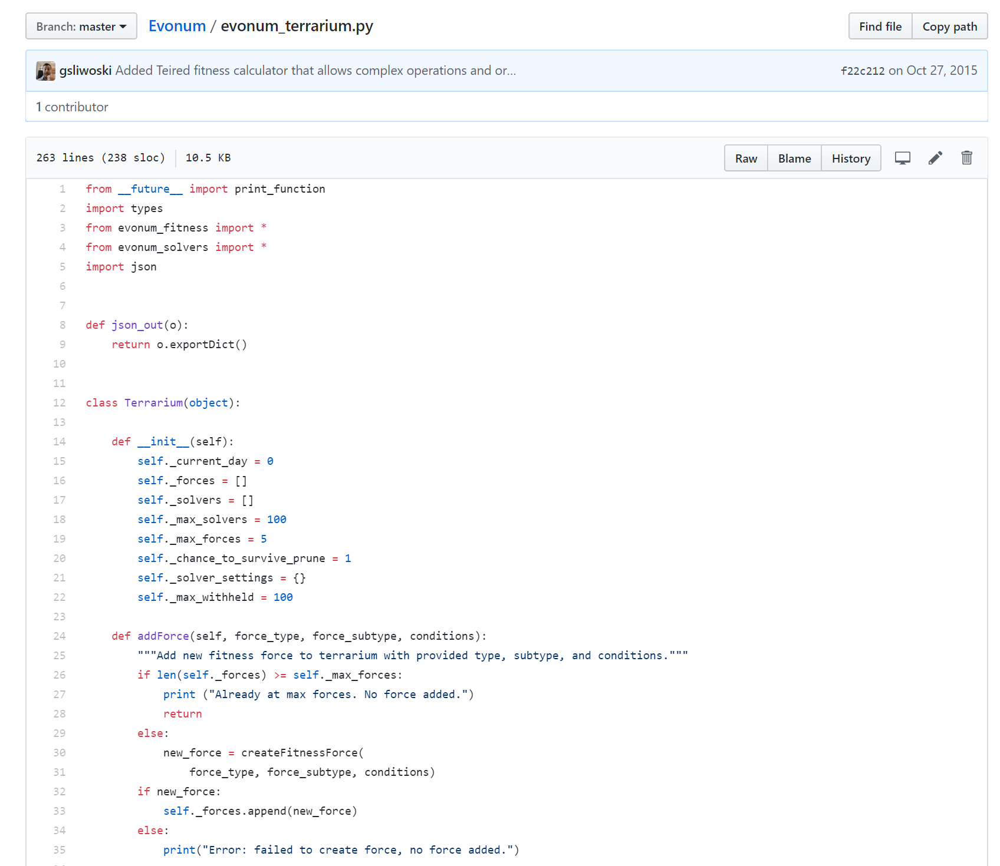 Branch: master
Evonum / evonum_terrarium.py
Find file
Copy path
gsliwoski Added Teired fitness calculator that allows complex operations and or...
f22c212 on Oct 27, 2015
1 contributor
263 lines (238 sloc)
10.5 KB
Raw
Blame
History
1 from __future__ import print_function
2 import types
3 from evonum_fitness import *
4 from evonum_solvers import *
5 import json
6
7
8 def json_out(o):
9     return o.exportDict()
10
11
12 class Terrarium(object):
13
14     def __init__(self):
15         self._current_day = 0
16         self._forces = []
17         self._solvers = []
18         self._max_solvers = 100
19         self._max_forces = 5
20         self._chance_to_survive_prune = 1
21         self._solver_settings = {}
22         self._max_withheld = 100
23
24     def addForce(self, force_type, force_subtype, conditions):
25         """Add new fitness force to terrarium with provided type, subtype, and conditions."""
26         if len(self._forces) >= self._max_forces:
27             print ("Already at max forces. No force added.")
28             return
29         else:
30             new_force = createFitnessForce(
31                 force_type, force_subtype, conditions)
32         if new_force:
33             self._forces.append(new_force)
34         else:
35             print("Error: failed to create force, no force added.")